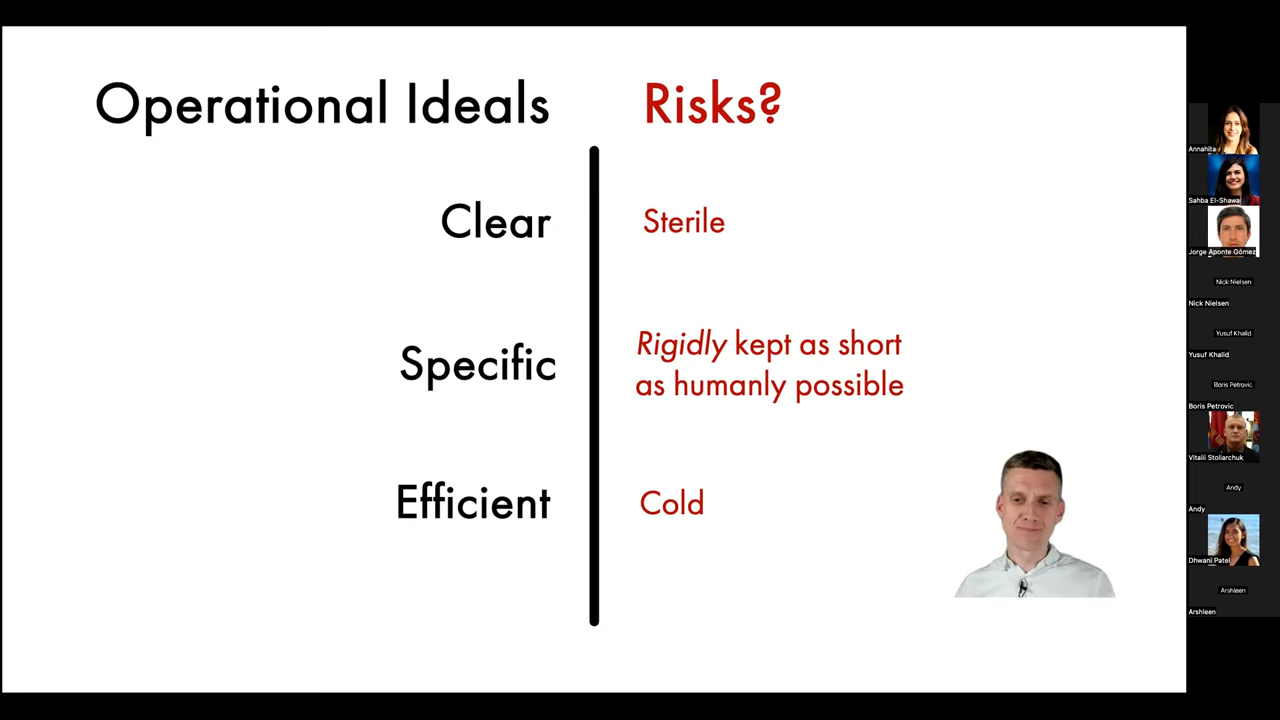 Operational Ideals
Risks?
Clear
Sterile
Specific
Rigidly kept as short
as humanly possible
Efficient
Cold
Annahita
Sahba El-Shawa
Jorge Aponte Gómez
Nick Nielsen
Nick Nielsen
Yusuf Khalid
Yusuf Khalid
Boris Petrovic
Boris Petrovic
Vitalii Stoliarchuk
Andy
Andy
Dhwani Patel
Arshleen
Arshleen